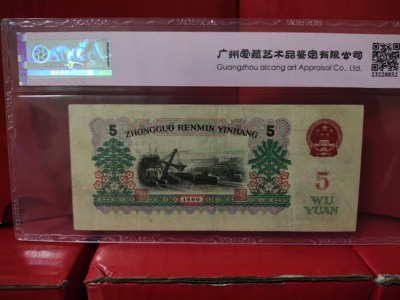 广州爱藏艺术品鉴定有限公司
Guangzhou aicang art Appraisal Co., Ltd.
23228852
5 ZHONGGUO RENMIN YINHANG 5
5
WU
YUAN
1960